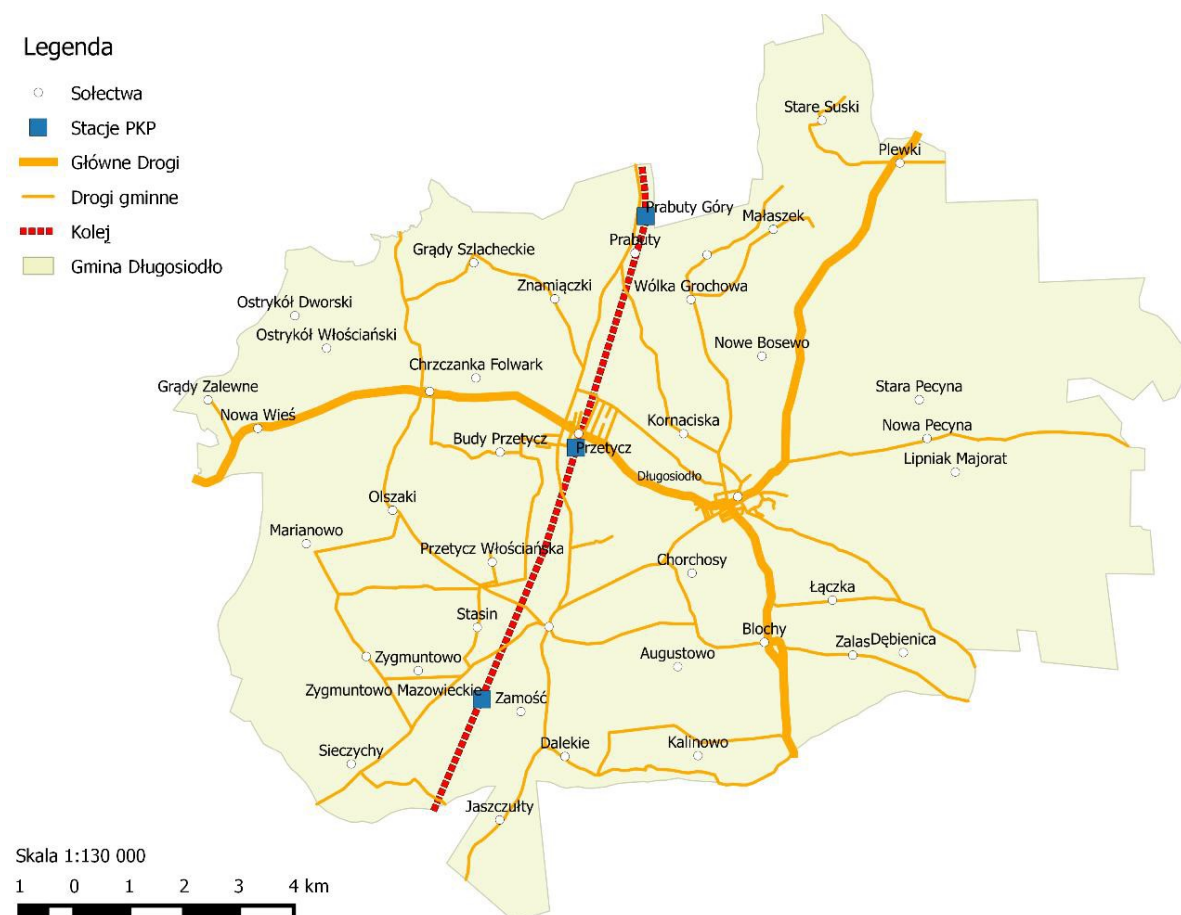 Legenda
Sołectwa
Stacje PKP
Główne Drogi
Drogi gminne
Kolej
Gmina Długosiodło
Stare Suski
Plewki
Prabuty Góry
Małaszek
Prabuty
Grądy Szlacheckie
Znamiączki
Wólka Grochowa
Ostrykół Dworski
Ostrykół Włościański
Nowe Bosewo
Chrzczanka Folwark
Grądy Zalewne
Stara Pecyna
Nowa Wieś
Kornaciska
Nowa Pecyna
Budy Przetycz
Przetycz
Lipniak Majorat
Długosiodło
Olszaki
Marianowo
Przetycz Włościańska
Chorchosy
Łączka
Stasin
Blochy
Zalas
Dębienica
Zygmuntowo
Augustowo
Zygmuntowo Mazowieckie
Zamość
Sieczychy
Dalekie
Kalinowo
Jaszczułty
Skala 1:130 000
1 0 1 2 3 4 km